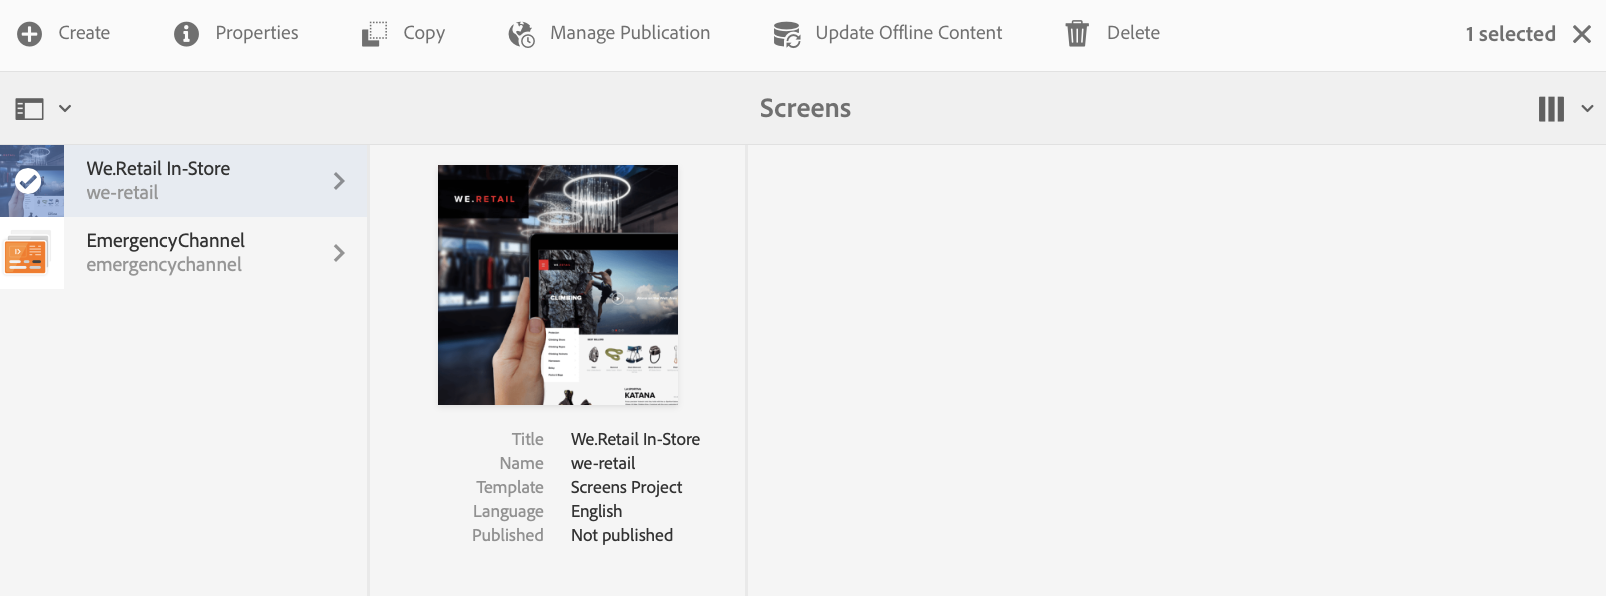 Create
Properties
Copy
Manage Publication
Update Offline Content
Delete
1 selected
Screens
We.Retail In-Store
we-retail
EmergencyChannel
emergencychannel
WE.RETAIL
CLIMBING
KATANA
Title We.Retail In-Store
Name we-retail
Template Screens Project
Language English
Published Not published